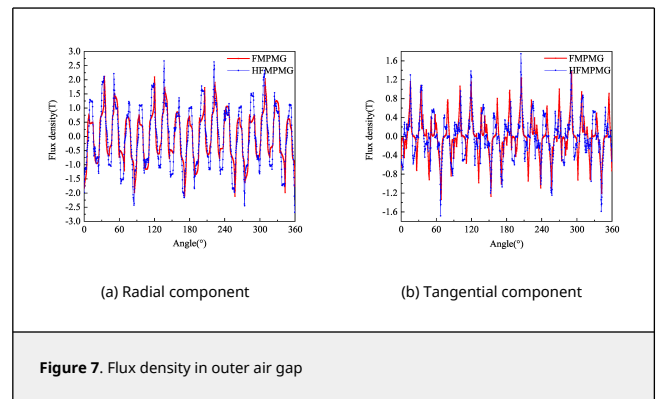 3.0
2.5
2.0
1.5
1.0
0.5
0.0
-0.5
-1.0
-1.5
-2.0
-2.5
-3.0
Flux density(T)
FMPMG
HFMPMG
0 60 120 180 240 300 360
Angle(°)
1.6
1.2
0.8
0.4
0.0
-0.4
-0.8
-1.2
-1.6
Flux density(T)
FMPMG
HFMPMG
0 60 120 180 240 300 360
Angle(°)
(a) Radial component
(b) Tangential component
Figure 7. Flux density in outer air gap